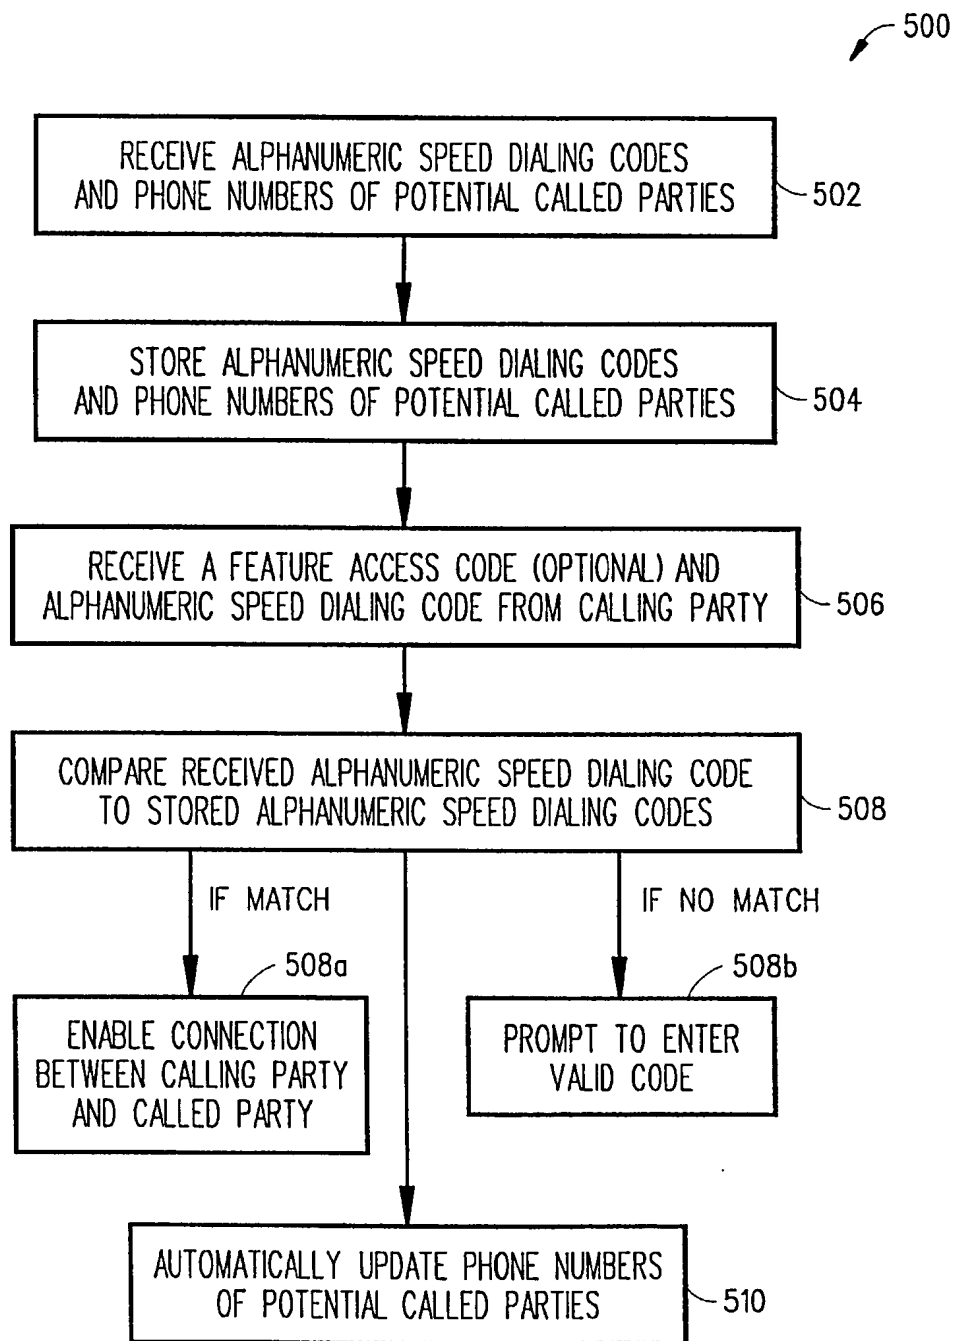 500
RECEIVE ALPHANUMERIC SPEED DIALING CODES
AND PHONE NUMBERS OF POTENTIAL CALLED PARTIES
502
STORE ALPHANUMERIC SPEED DIALING CODES
AND PHONE NUMBERS OF POTENTIAL CALLED PARTIES
504
RECEIVE A FEATURE ACCESS CODE (OPTIONAL) AND
ALPHANUMERIC SPEED DIALING CODE FROM CALLING PARTY
506
COMPARE RECEIVED ALPHANUMERIC SPEED DIALING CODE
TO STORED ALPHANUMERIC SPEED DIALING CODES
508
IF MATCH
IF NO MATCH
508a
508b
ENABLE CONNECTION
BETWEEN CALLING PARTY
AND CALLED PARTY
PROMPT TO ENTER
VALID CODE
AUTOMATICALLY UPDATE PHONE NUMBERS
OF POTENTIAL CALLED PARTIES
510